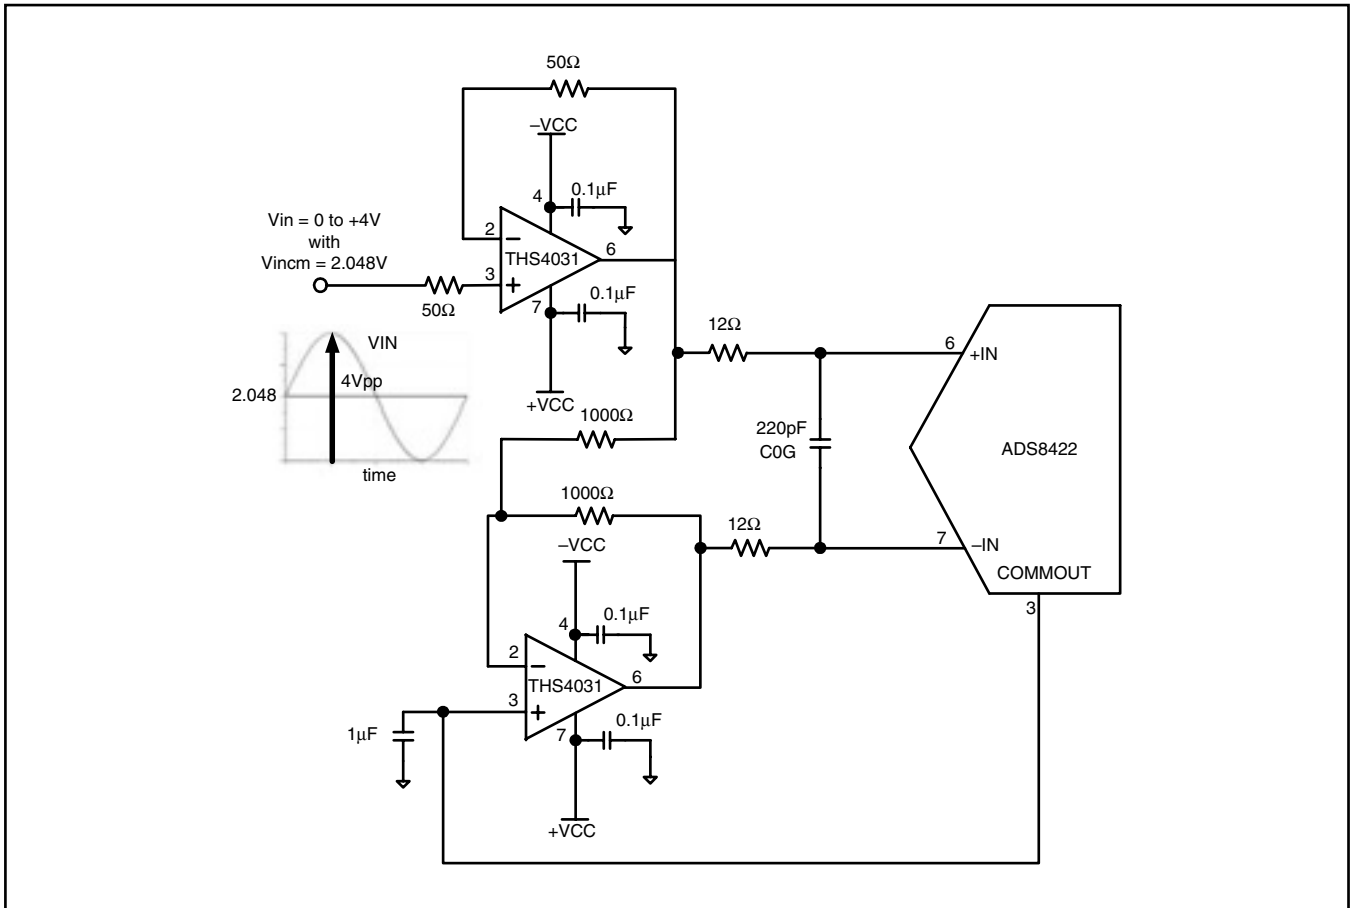 50Ω
–VCC
4
0.1μF
Vin = 0 to +4V
with
Vincm = 2.048V
2
THS4031
6
3
50Ω
7
0.1μF
+VCC
VIN
4Vpp
2.048
time
12Ω
6
+IN
1000Ω
220pF
C0G
ADS8422
1000Ω
12Ω
7
–IN
–VCC
COMMOUT
3
4
0.1μF
2
THS4031
6
3
7
0.1μF
1μF
+VCC